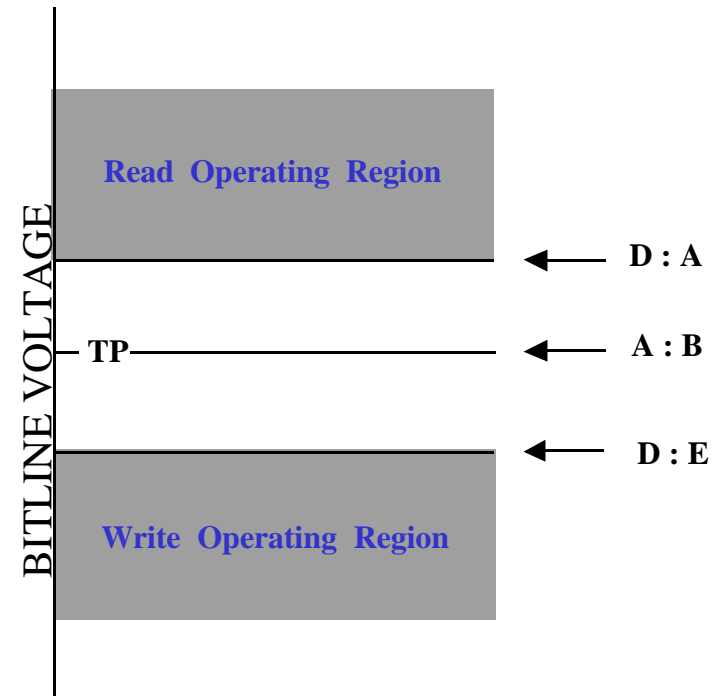 Read Operating Region
D : A
TP
A : B
D : E
Write Operating Region
BITLINE VOLTAGE